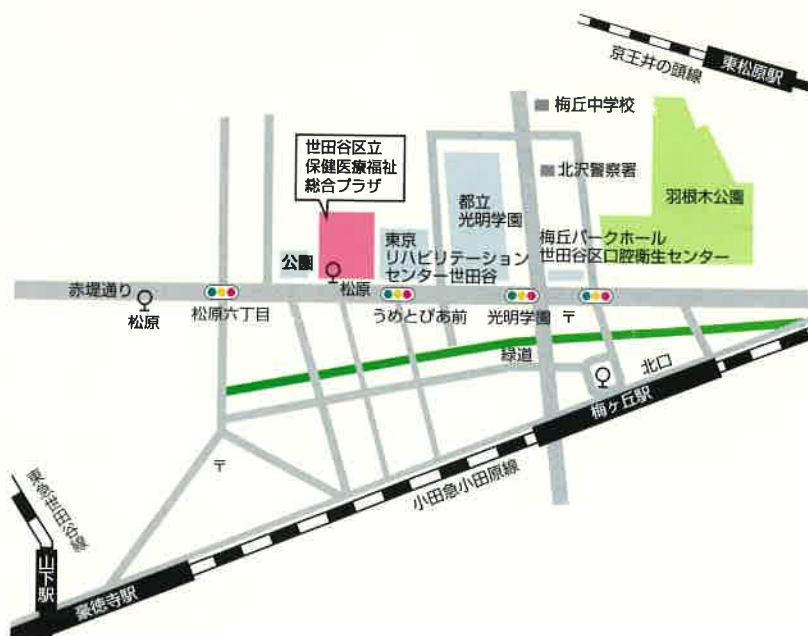 東松原駅
京王井の頭線
梅丘中学校
世田谷区立
保健医療福祉
総合プラザ
北沢警察署
都立
光明学園
羽根木公園
東京
リハビリテーション
センター世田谷
梅丘パークホール
世田谷区口腔衛生センター
公園
赤堤通り
松原
松原
松原六丁目
うめとぴあ前
光明学園
〒
緑道
北口
梅ヶ丘駅
〒
小田急小田原線
東急世田谷線
山下駅
豪徳寺駅